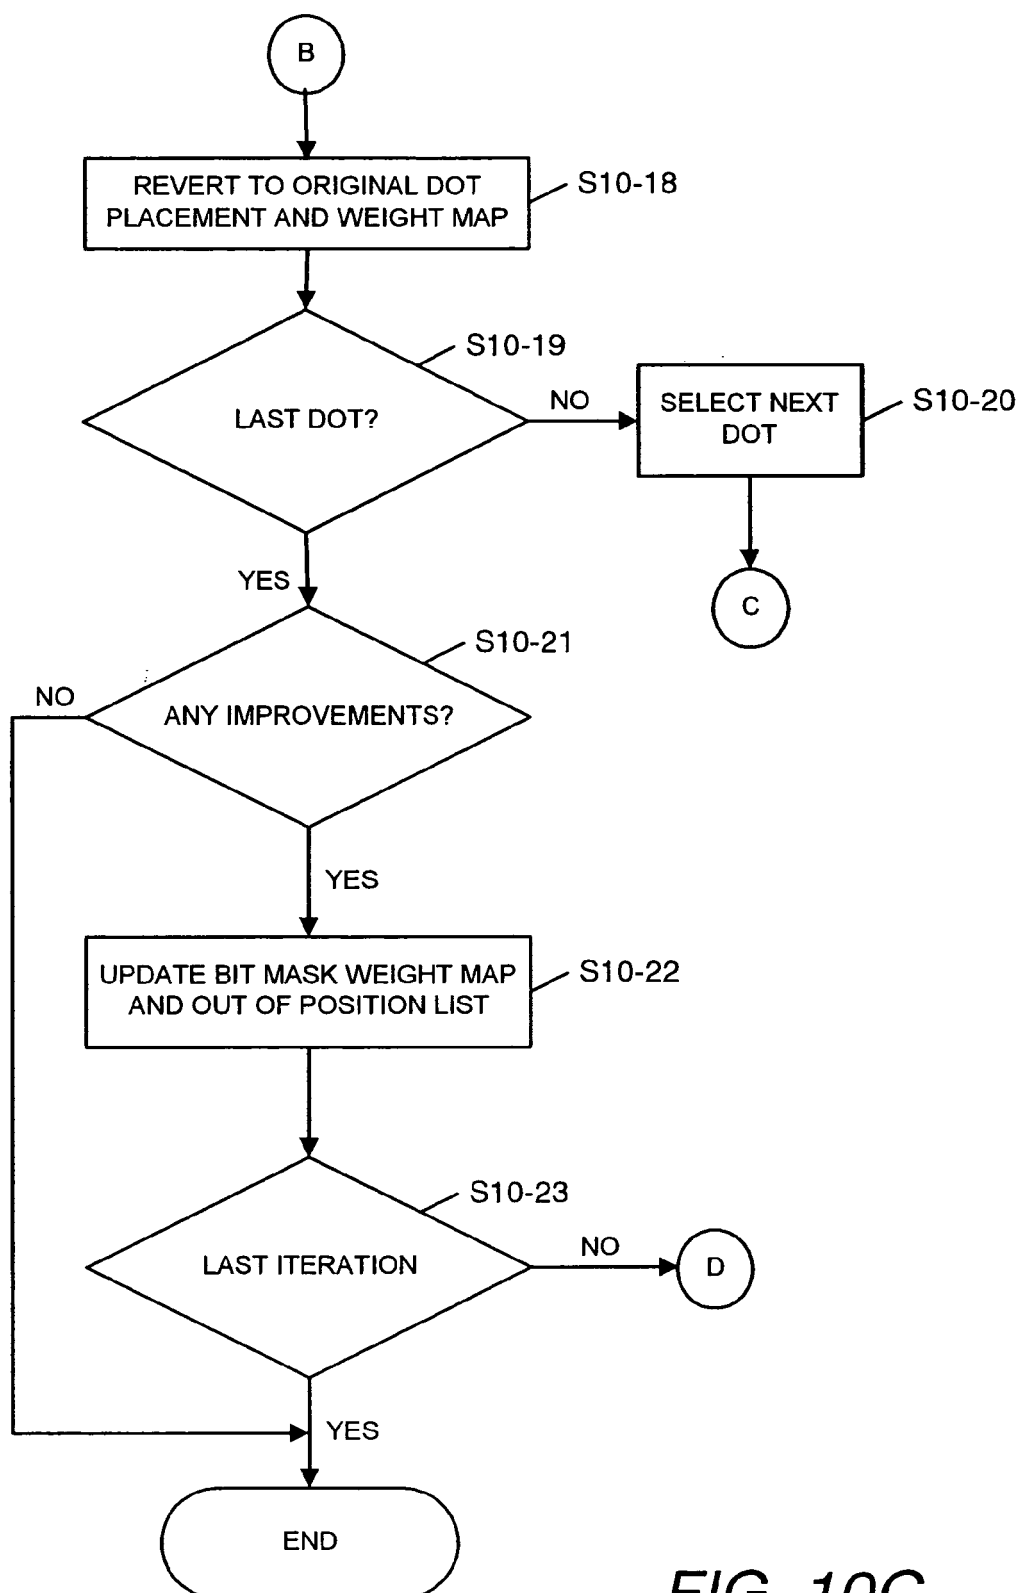 B
REVERT TO ORIGINAL DOT
PLACEMENT AND WEIGHT MAP
S10-18
S10-19
LAST DOT?
NO
SELECT NEXT
DOT
S10-20
YES
C
S10-21
NO
ANY IMPROVEMENTS?
YES
UPDATE BIT MASK WEIGHT MAP
AND OUT OF POSITION LIST
S10-22
S10-23
LAST ITERATION
NO
D
YES
END
FIG. 10C